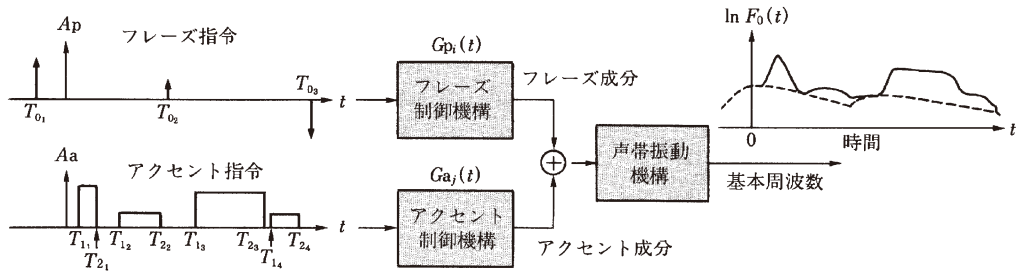 Ap
フレーズ指令
T₀₁
T₀₂
T₀₃
t
Aa
アクセント指令
T₁₁
T₂₁
T₁₂
T₂₂
T₁₃
T₂₃
T₁₄
T₂₄
t
Gpᵢ(t)
フレーズ
制御機構
フレーズ成分
Gaⱼ(t)
アクセント
制御機構
アクセント成分
+
声帯振動
機構
基本周波数
ln F₀(t)
0
時間
t